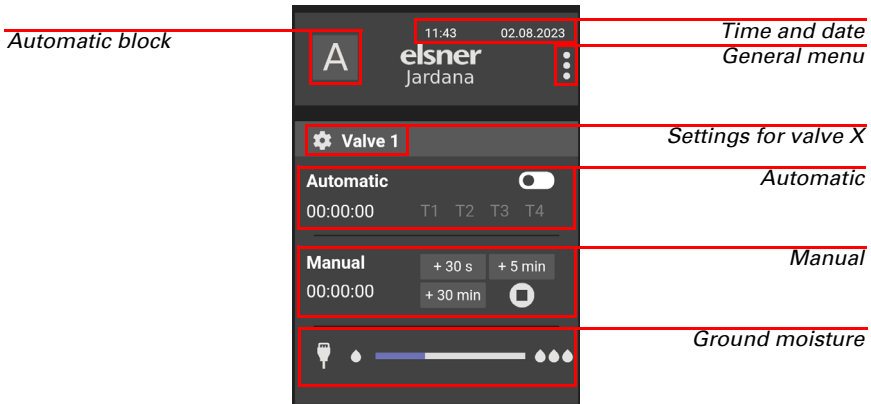 11:43 02.08.2023
Time and date
Automatic block
A
elsner
Jardana
General menu
Valve 1
Settings for valve X
Automatic
Automatic
00:00:00 T1 T2 T3 T4
Manual + 30 s + 5 min
Manual
00:00:00 + 30 min
Ground moisture